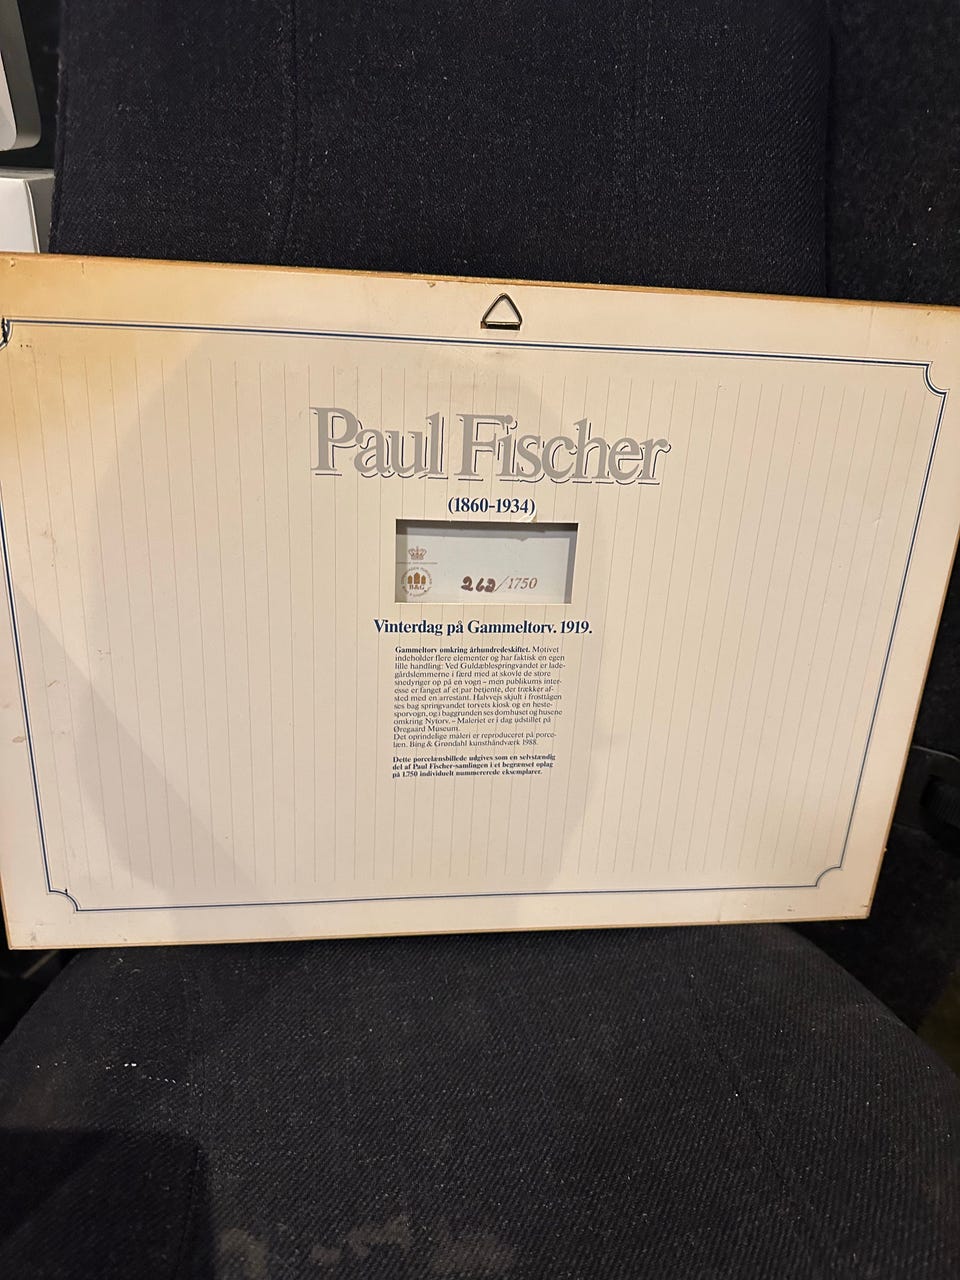 Paul Fischer
(1860-1934)
B&G
262/1750
Vinterdag på Gammeltorv. 1919.
Gammeltorv omkring århundredeskiftet. Motivet
indeholder flere elementer og har faktisk en egen
lille handling: Ved Guldæblespringvandet er lade-
gårdslemmerne i færd med at skovle de store
snedynger op på en vogn – men publikums inter-
esse er fanget af et par betjente, der trækker af-
sted med en arrestant. Halvvejs skjult i frosttågen
ses bag springvandet torvets kiosk og en heste-
sporvogn, og i baggrunden ses domhuset og husene
omkring Nytorv. – Maleriet er i dag udstillet på
Øregaard Museum.
Det oprindelige maleri er reproduceret på porce-
læn. Bing & Grøndahl kunsthåndværk 1988.
Dette porcelænsbillede udgives som en selvstændig
del af Paul Fischer-samlingen i et begrænset oplag
på 1.750 individuelt nummererede eksemplarer.